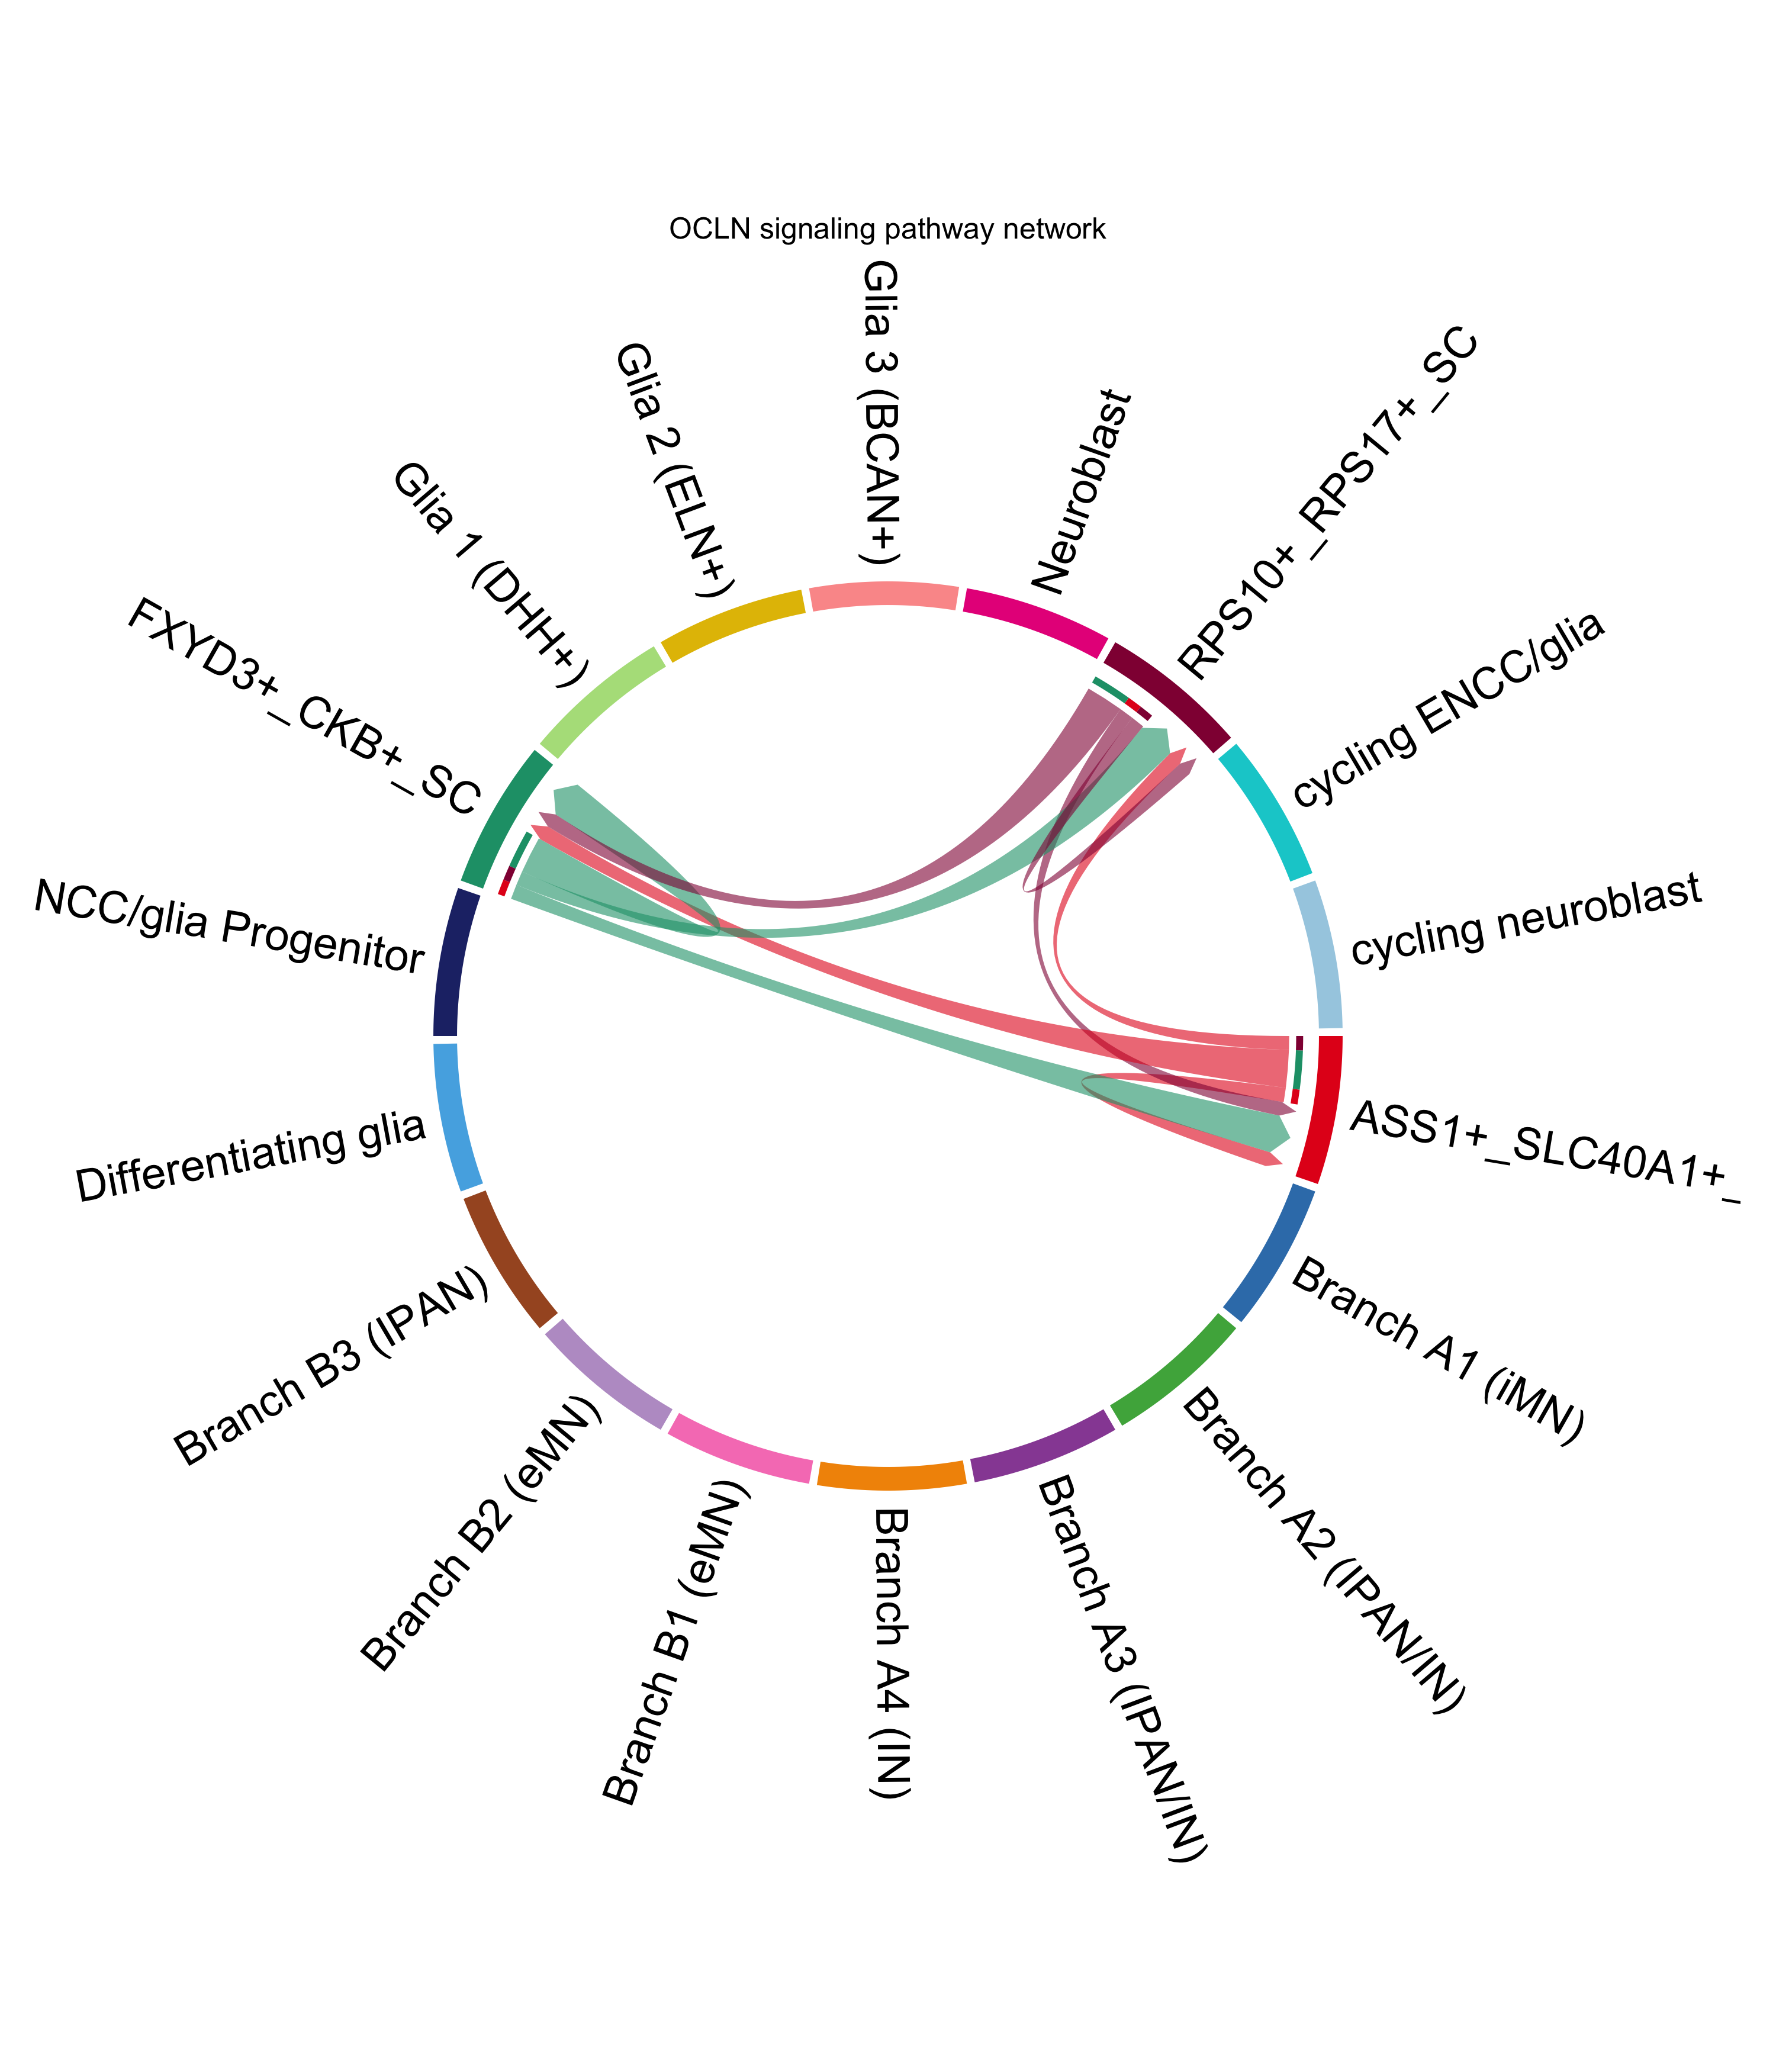 OCLN signaling pathway network
Glia 3 (BCAN+)
Neuroblast
RPS10+_RPS17+_SC
cycling ENCC/glia
cycling neuroblast
ASS1+_SLC40A1+_
Branch A1 (iMN)
Branch A2 (IPAN/IN)
Branch A3 (IPAN/IN)
Branch A4 (IN)
Branch B1 (eMN)
Branch B2 (eMN)
Branch B3 (IPAN)
Differentiating glia
NCC/glia Progenitor
FXYD3+_CKB+_SC
Glia 1 (DHH+)
Glia 2 (ELN+)